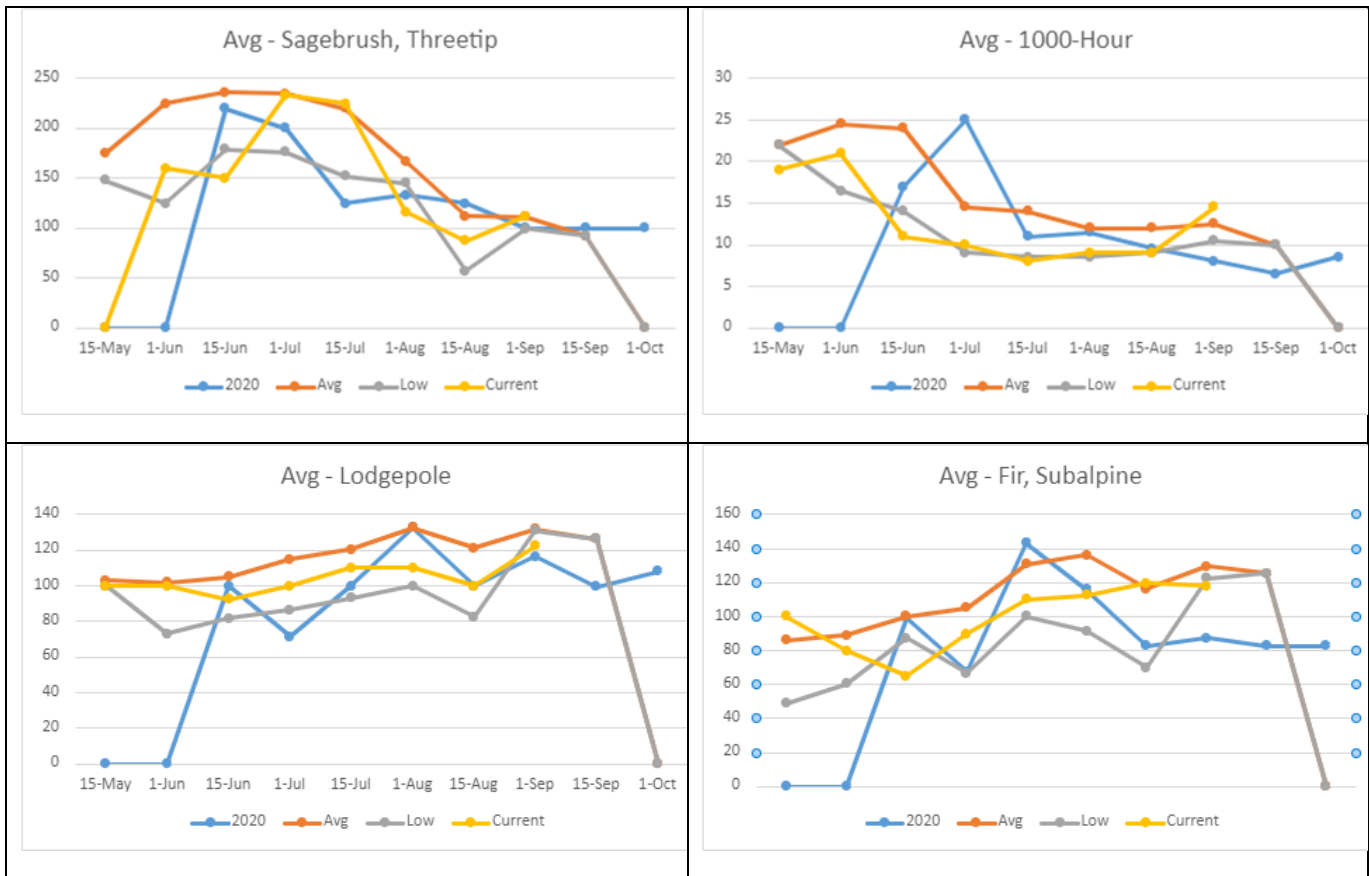 Avg - Sagebrush, Threetip
250
200
150
100
50
0
15-May 1-Jun 15-Jun 1-Jul 15-Jul 1-Aug 15-Aug 1-Sep 15-Sep 1-Oct
2020 Avg Low Current
Avg - 1000-Hour
30
25
20
15
10
5
0
15-May 1-Jun 15-Jun 1-Jul 15-Jul 1-Aug 15-Aug 1-Sep 15-Sep 1-Oct
2020 Avg Low Current
Avg - Lodgepole
140
120
100
80
60
40
20
0
15-May 1-Jun 15-Jun 1-Jul 15-Jul 1-Aug 15-Aug 1-Sep 15-Sep 1-Oct
2020 Avg Low Current
Avg - Fir, Subalpine
160
140
120
100
80
60
40
20
0
2020 Avg Low Current